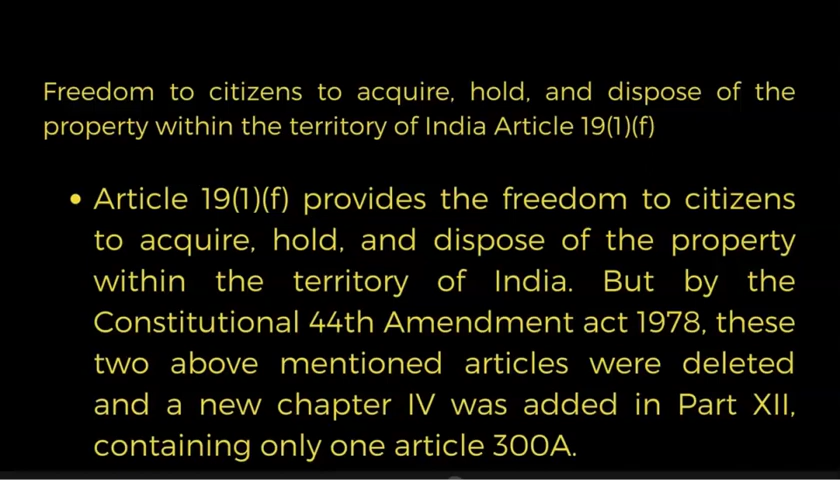 Freedom to citizens to acquire, hold, and dispose of the
property within the territory of India Article 19(1)(f)
• Article 19(1)(f) provides the freedom to citizens
to acquire, hold, and dispose of the property
within the territory of India. But by the
Constitutional 44th Amendment act 1978, these
two above mentioned articles were deleted
and a new chapter IV was added in Part XII,
containing only one article 300A.